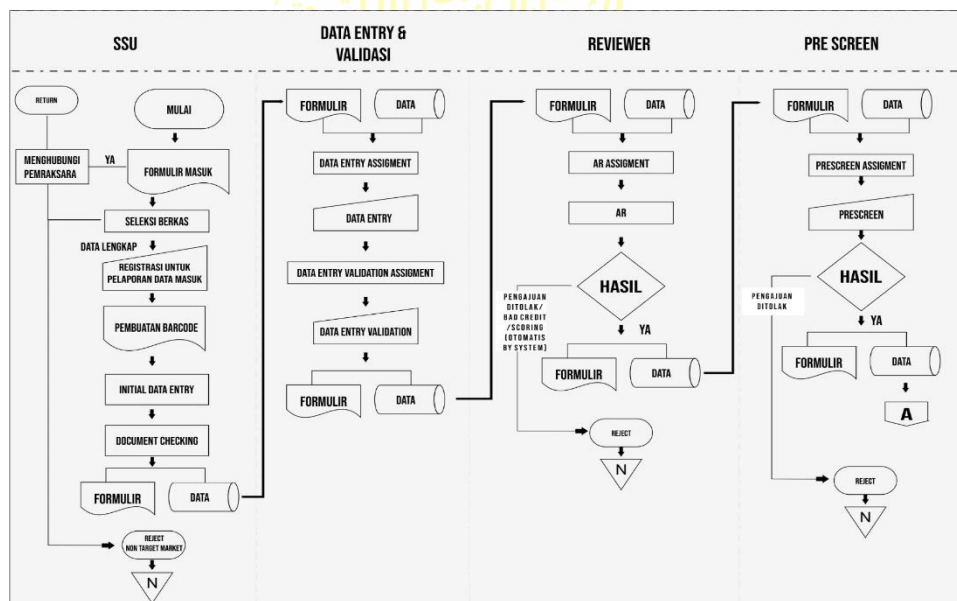 SSU
DATA ENTRY &
VALIDASI
REVIEWER
PRE SCREEN
RETURN
MULAI
MENGHUBUNGI
PEMRAKSARA
YA
FORMULIR MASUK
SELEKSI BERKAS
DATA LENGKAP
REGISTRASI UNTUK
PELAPORAN DATA MASUK
PEMBUATAN BARCODE
INITIAL DATA ENTRY
DOCUMENT CHECKING
FORMULIR
DATA
REJECT
NON TARGET MARKET
N
FORMULIR
DATA
DATA ENTRY ASSIGMENT
DATA ENTRY
DATA ENTRY VALIDATION ASSIGMENT
DATA ENTRY VALIDATION
FORMULIR
DATA
FORMULIR
DATA
AR ASSIGMENT
AR
HASIL
PENGAJUAN
DITOLAK/
BAD CREDIT
/SCORING
(OTOMATIS
BY SYSTEM)
YA
FORMULIR
DATA
REJECT
N
FORMULIR
DATA
PRESCREEN ASSIGMENT
PRESCREEN
HASIL
PENGAJUAN
DITOLAK
YA
FORMULIR
DATA
A
REJECT
N